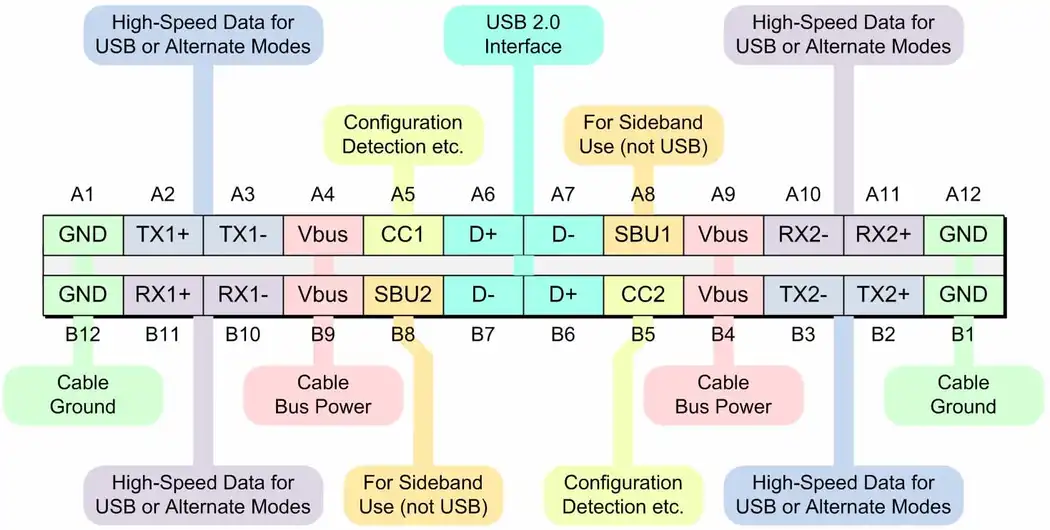 High-Speed Data for
USB or Alternate Modes
USB 2.0
Interface
High-Speed Data for
USB or Alternate Modes
Configuration
Detection etc.
For Sideband
Use (not USB)
A1 A2 A3 A4 A5 A6 A7 A8 A9 A10 A11 A12
GND TX1+ TX1- Vbus CC1 D+ D- SBU1 Vbus RX2- RX2+ GND
GND RX1+ RX1- Vbus SBU2 D- D+ CC2 Vbus TX2- TX2+ GND
B12 B11 B10 B9 B8 B7 B6 B5 B4 B3 B2 B1
Cable
Ground
Cable
Bus Power
Cable
Bus Power
Cable
Ground
High-Speed Data for
USB or Alternate Modes
For Sideband
Use (not USB)
Configuration
Detection etc.
High-Speed Data for
USB or Alternate Modes